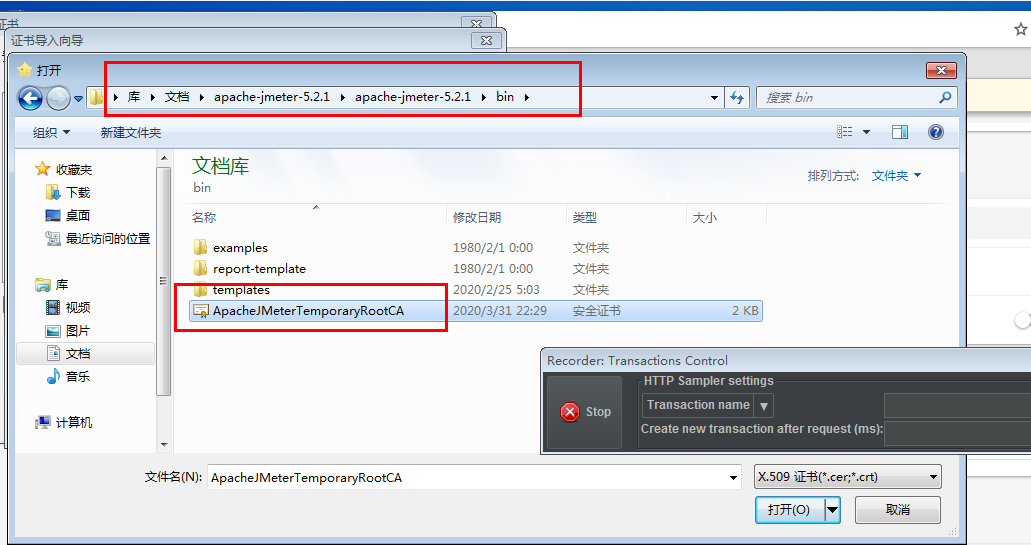 证书
证书导入向导
打开
库 文档 apache-jmeter-5.2.1 apache-jmeter-5.2.1 bin
搜索 bin
组织 新建文件夹
收藏夹
下载
桌面
最近访问的位置
库
视频
图片
文档
音乐
计算机
文档库
bin
排列方式: 文件夹
名称 修改日期 类型 大小
examples 1980/2/1 0:00 文件夹
report-template 1980/2/1 0:00 文件夹
templates 2020/2/25 5:03 文件夹
ApacheJMeterTemporaryRootCA 2020/3/31 22:29 安全证书 2 KB
Recorder: Transactions Control
HTTP Sampler settings
Stop
Transaction name
Create new transaction after request (ms):
文件名(N): ApacheJMeterTemporaryRootCA
X.509 证书(*.cer;*.crt)
打开(O) 取消